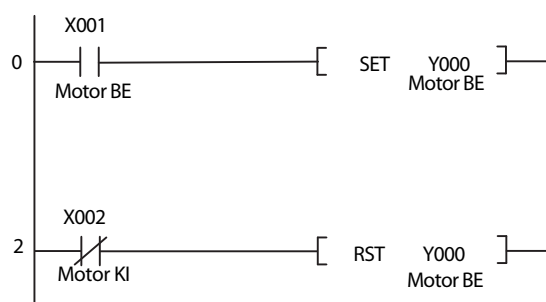 X001
0 SET Y000
Motor BE Motor BE
X002
2 RST Y000
Motor KI Motor BE